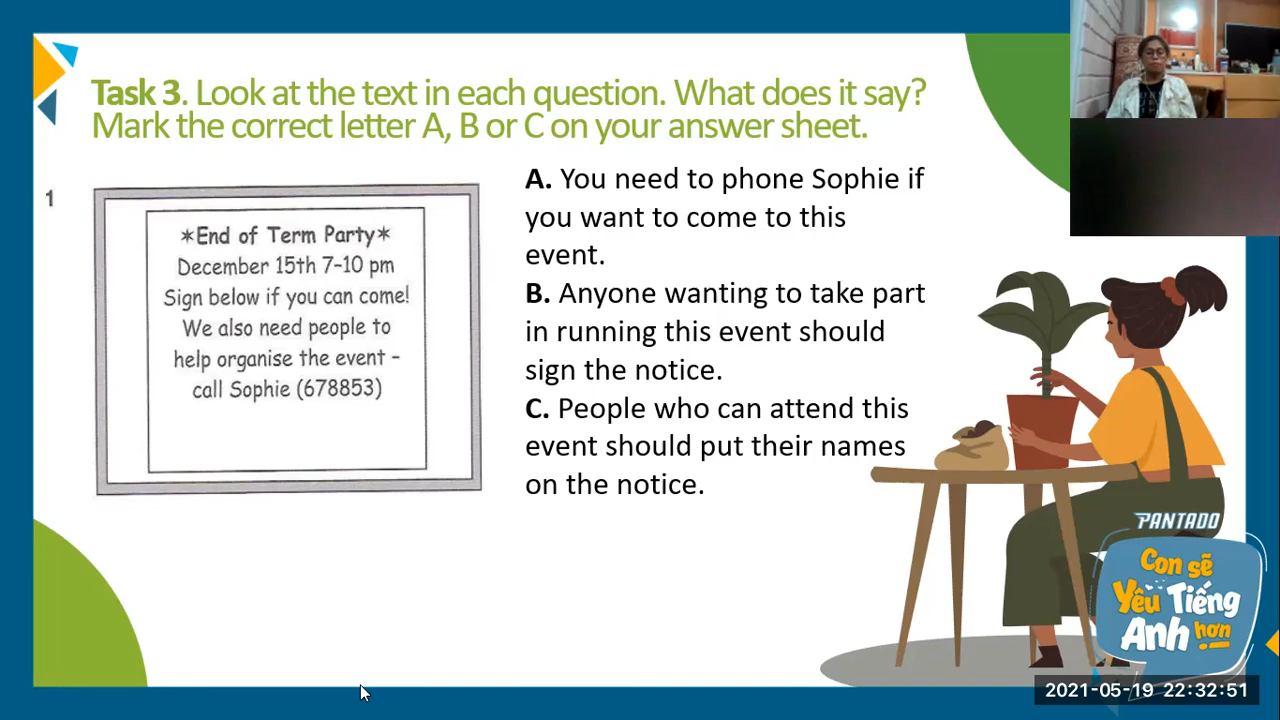 Task 3. Look at the text in each question. What does it say?
Mark the correct letter A, B or C on your answer sheet.
1
*End of Term Party*
December 15th 7-10 pm
Sign below if you can come!
We also need people to
help organise the event –
call Sophie (678853)
A. You need to phone Sophie if
you want to come to this
event.
B. Anyone wanting to take part
in running this event should
sign the notice.
C. People who can attend this
event should put their names
on the notice.
PANTADO
Con sẽ
Yêu Tiếng
Anh hơn
2021-05-19 22:32:51